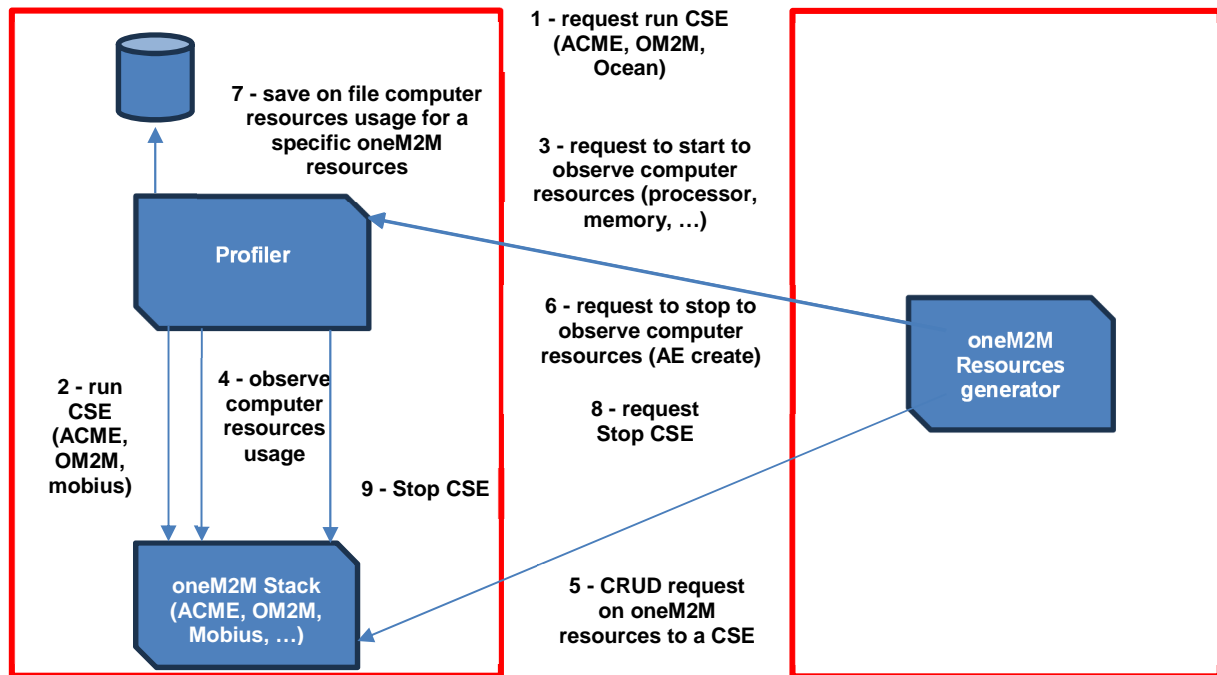 1 - request run CSE
(ACME, OM2M,
Ocean)
7 - save on file computer
resources usage for a
specific oneM2M
resources
3 - request to start to
observe computer
resources (processor,
memory, …)
Profiler
6 - request to stop to
observe computer
resources (AE create)
oneM2M
Resources
generator
2 - run
CSE
(ACME,
OM2M,
mobius)
4 - observe
computer
resources
usage
8 - request
Stop CSE
9 - Stop CSE
oneM2M Stack
(ACME, OM2M,
Mobius, …)
5 - CRUD request
on oneM2M
resources to a CSE